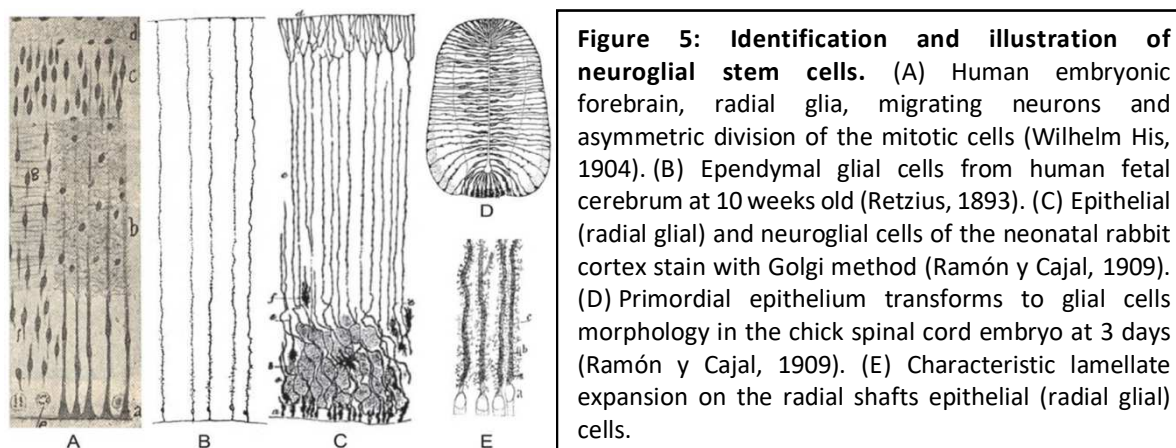 Figure 5: Identification and illustration of
neuroglial stem cells. (A) Human embryonic
forebrain, radial glia, migrating neurons and
asymmetric division of the mitotic cells (Wilhelm His,
1904). (B) Ependymal glial cells from human fetal
cerebrum at 10 weeks old (Retzius, 1893). (C) Epithelial
(radial glial) and neuroglial cells of the neonatal rabbit
cortex stain with Golgi method (Ramón y Cajal, 1909).
(D) Primordial epithelium transforms to glial cells
morphology in the chick spinal cord embryo at 3 days
(Ramón y Cajal, 1909). (E) Characteristic lamellate
expansion on the radial shafts epithelial (radial glial)
cells.
d
c
b
a
A
B
C
D
E